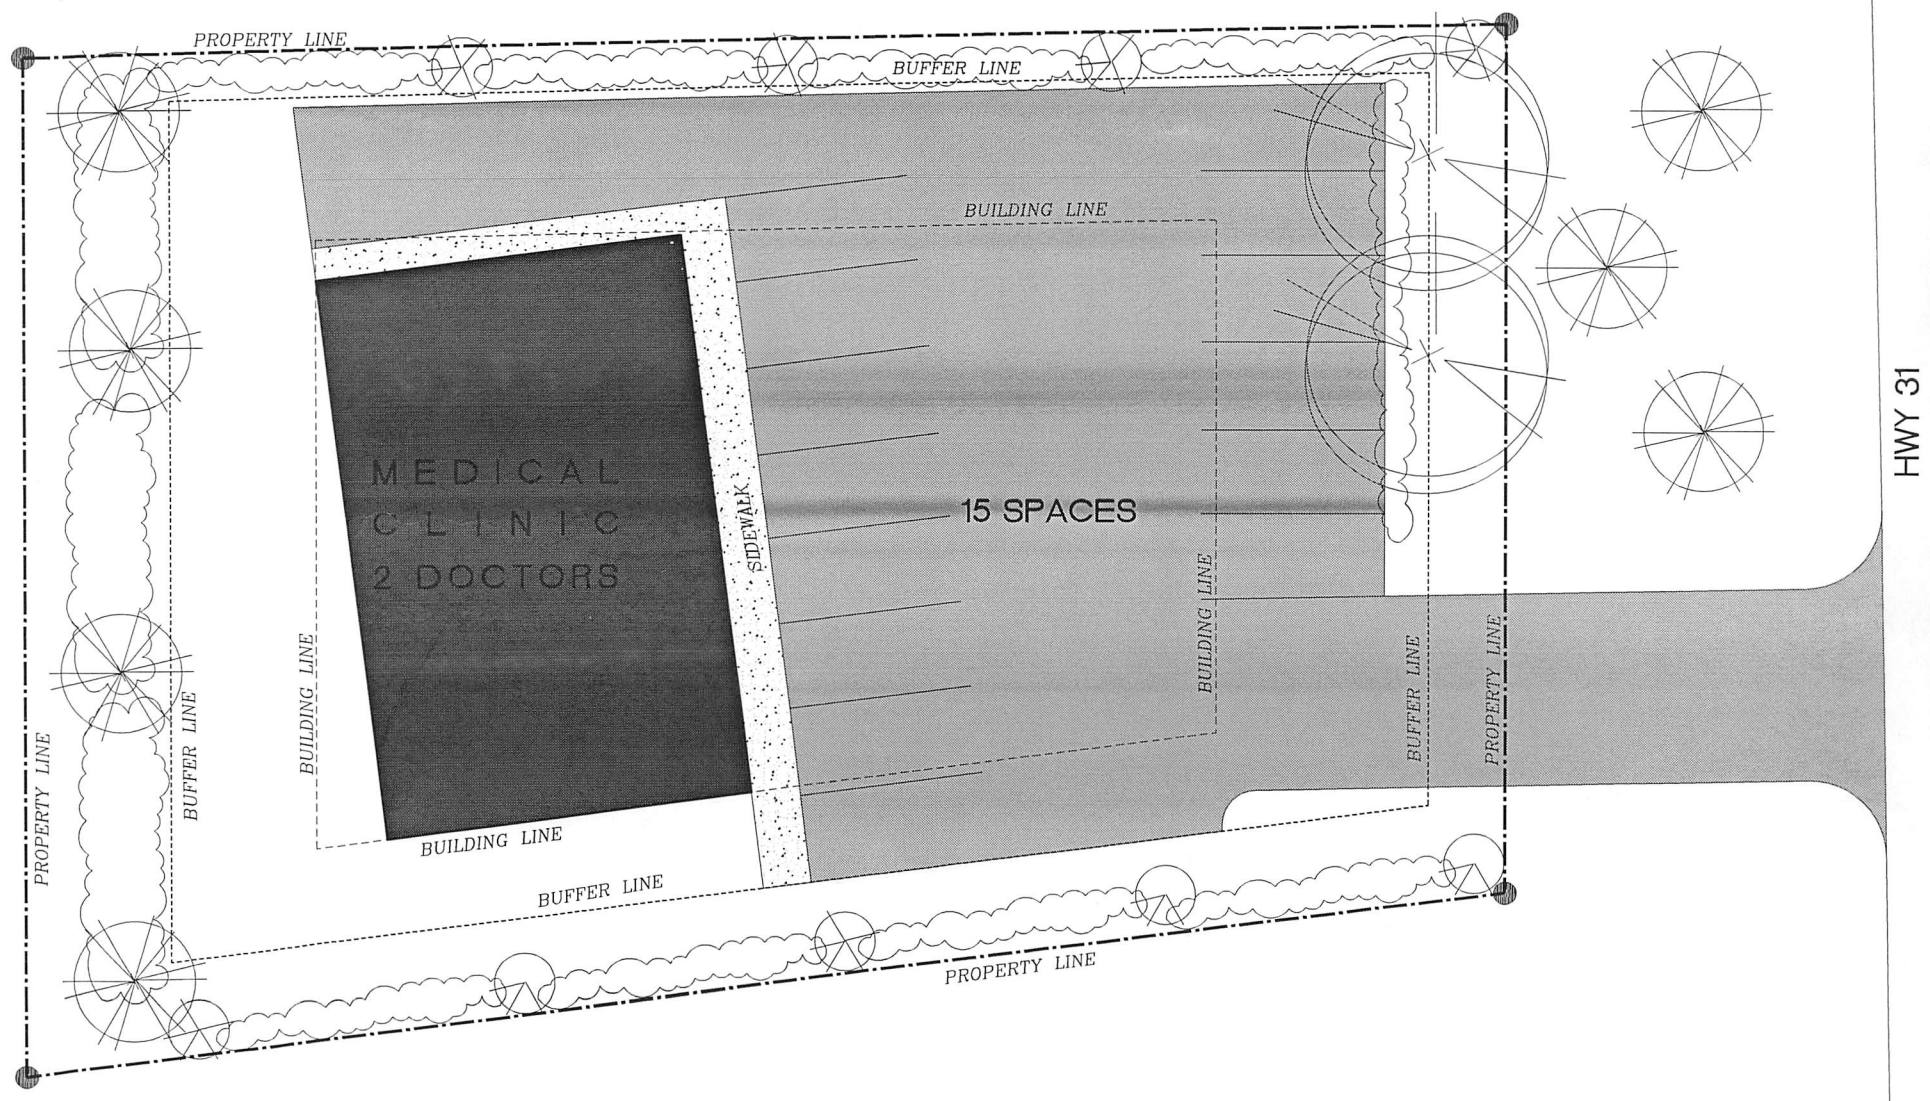 PROPERTY LINE
BUFFER LINE
BUILDING LINE
HWY 31
MEDICAL
CLINIC
2 DOCTORS
SIDEWALK
15 SPACES
BUILDING LINE
BUILDING LINE
BUFFER LINE
PROPERTY LINE
PROPERTY LINE
BUFFER LINE
BUILDING LINE
BUFFER LINE
PROPERTY LINE